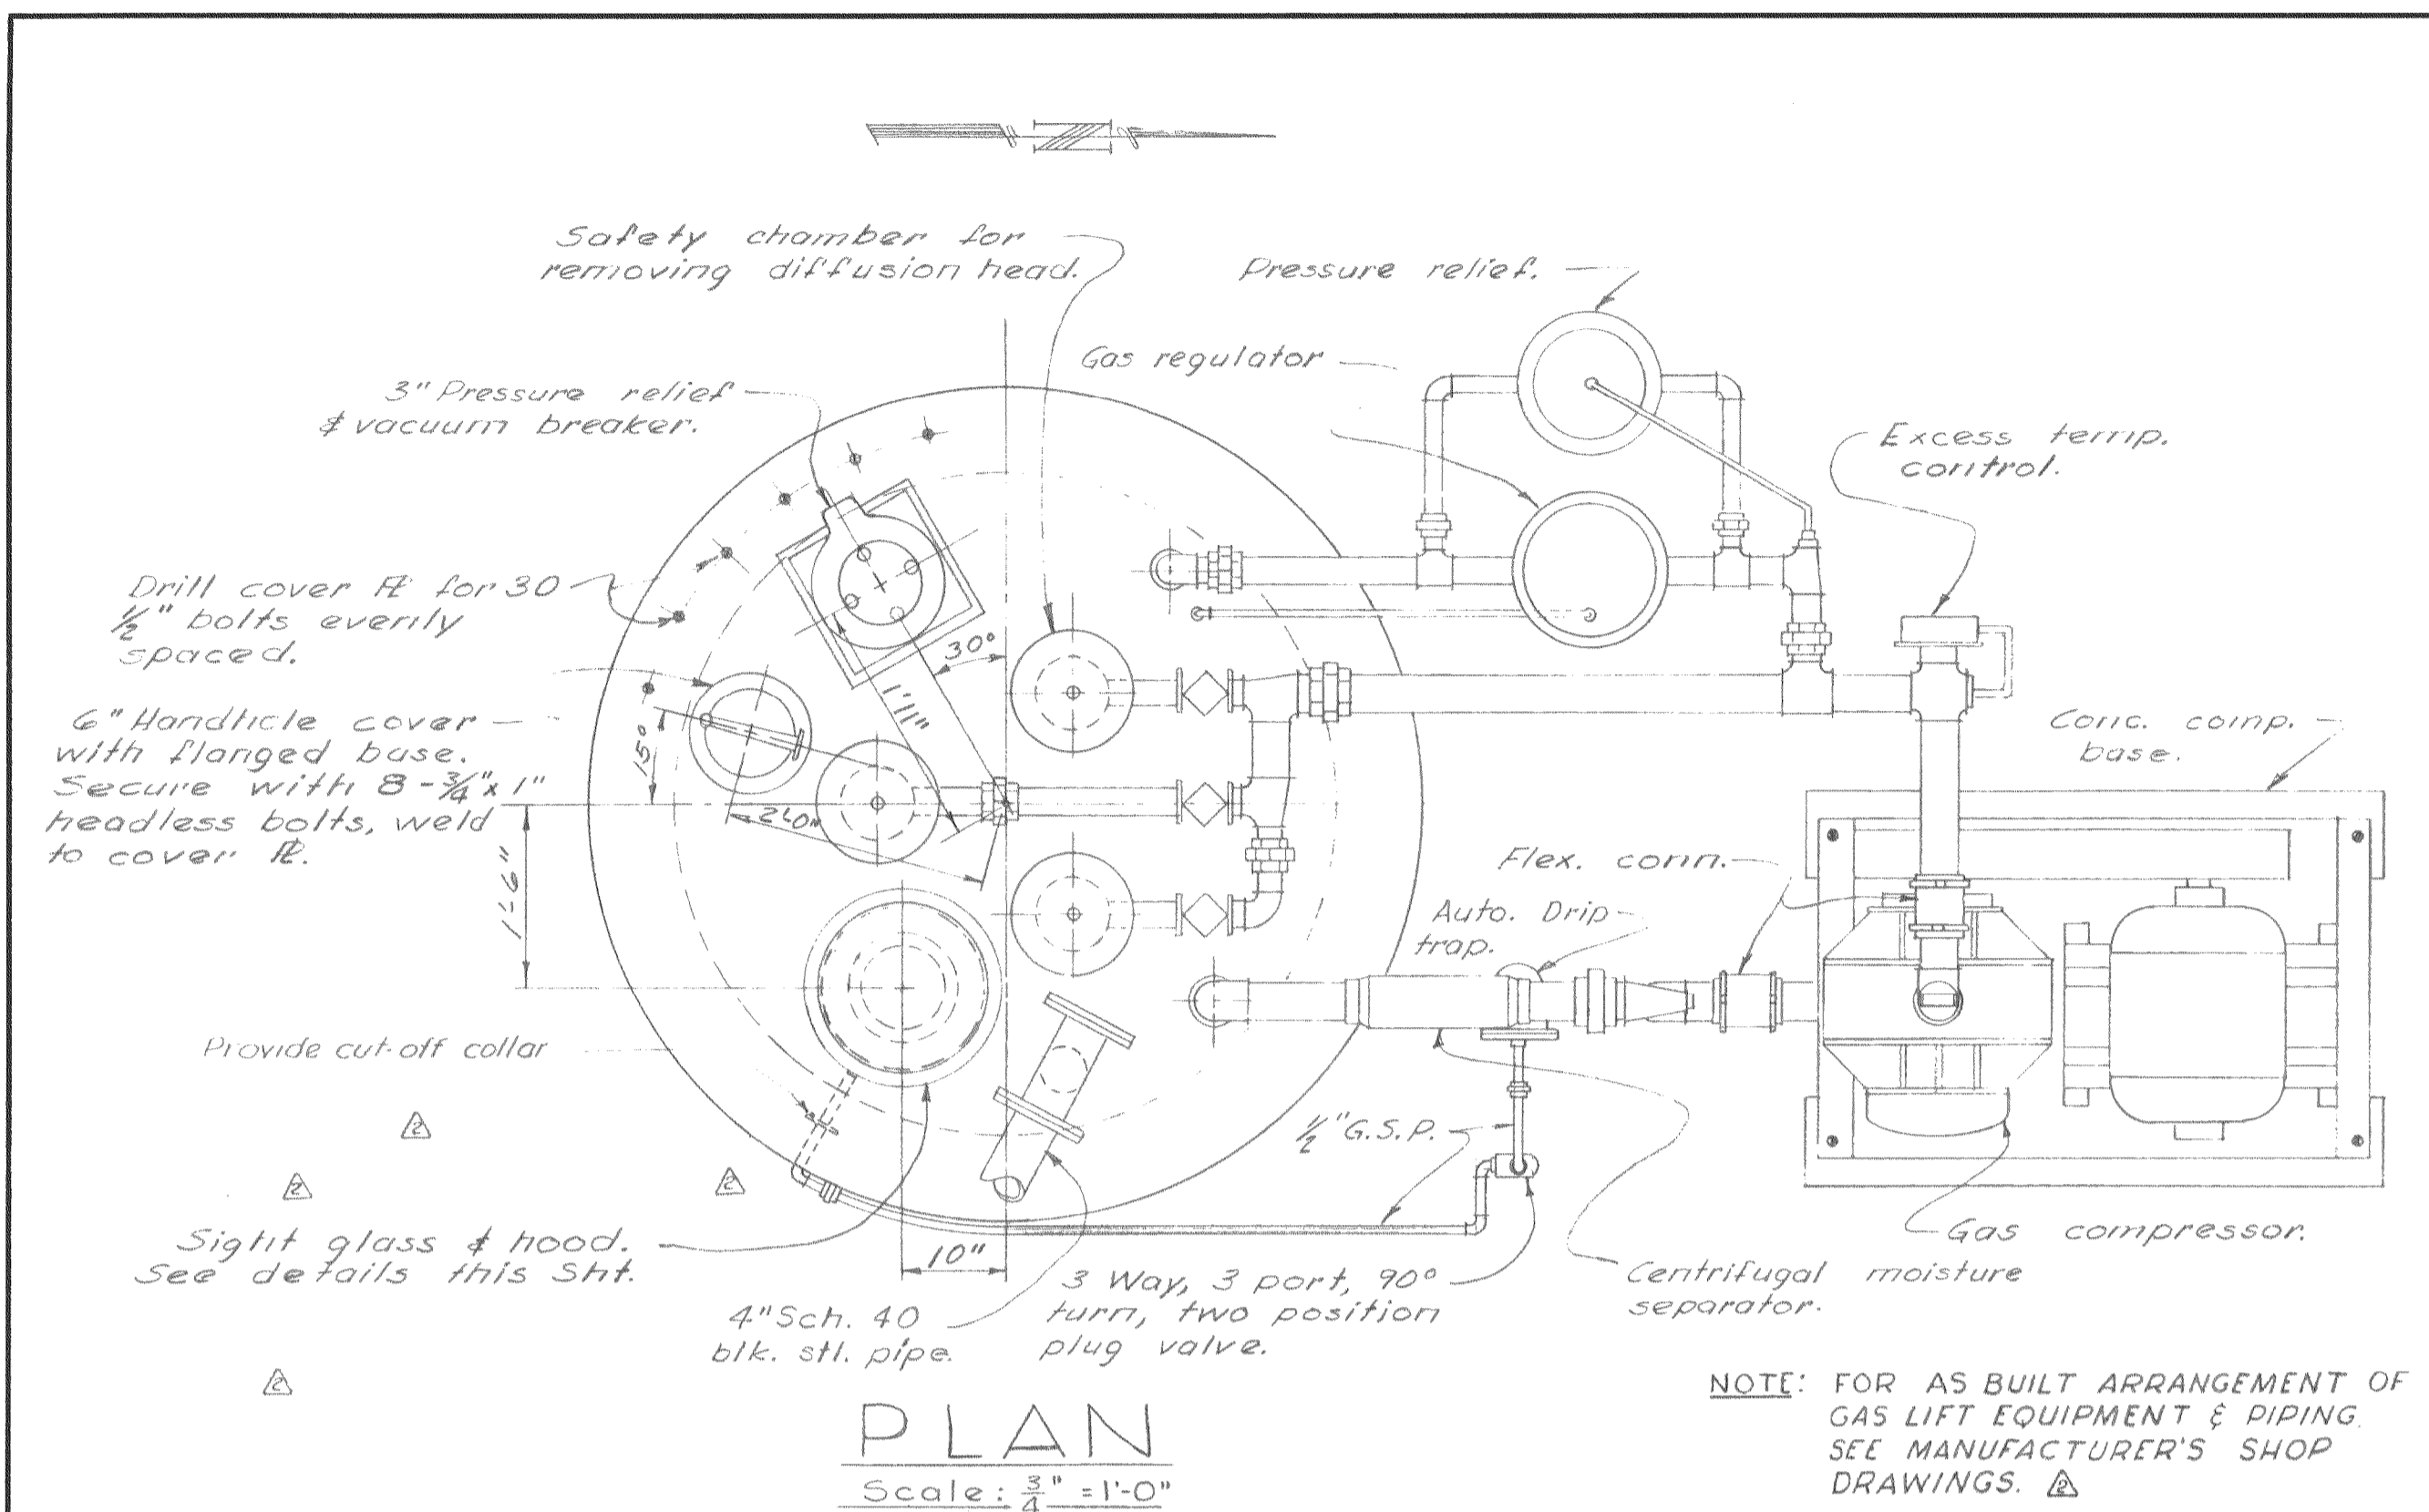 Safety chamber for
removing diffusion head.
Pressure relief.
Gas regulator
3" Pressure relief
& vacuum breaker.
Excess temp.
control.
Drill cover ℄ for 30
1/2" bolts evenly
spaced.
30°
1'11"
6" Handhole cover
with flanged base.
Secure with 8 - 3/4" x 1"
headless bolts, weld
to cover ℄.
15°
2'-0"
1'-6"
Conc. comp.
base.
Flex. conn.
Auto. Drip
trap.
Provide cut-off collar
2
2
2
1/2" G.S.P.
Sight glass & hood.
See details this Sht.
10"
Gas compressor.
3 Way, 3 port, 90°
turn, two position
plug valve.
Centrifugal moisture
separator.
4" Sch. 40
blk. stl. pipe.
2
PLAN
Scale: 3/4" = 1'-0"
NOTE: FOR AS BUILT ARRANGEMENT OF
GAS LIFT EQUIPMENT & PIPING.
SEE MANUFACTURER'S SHOP
DRAWINGS. 2